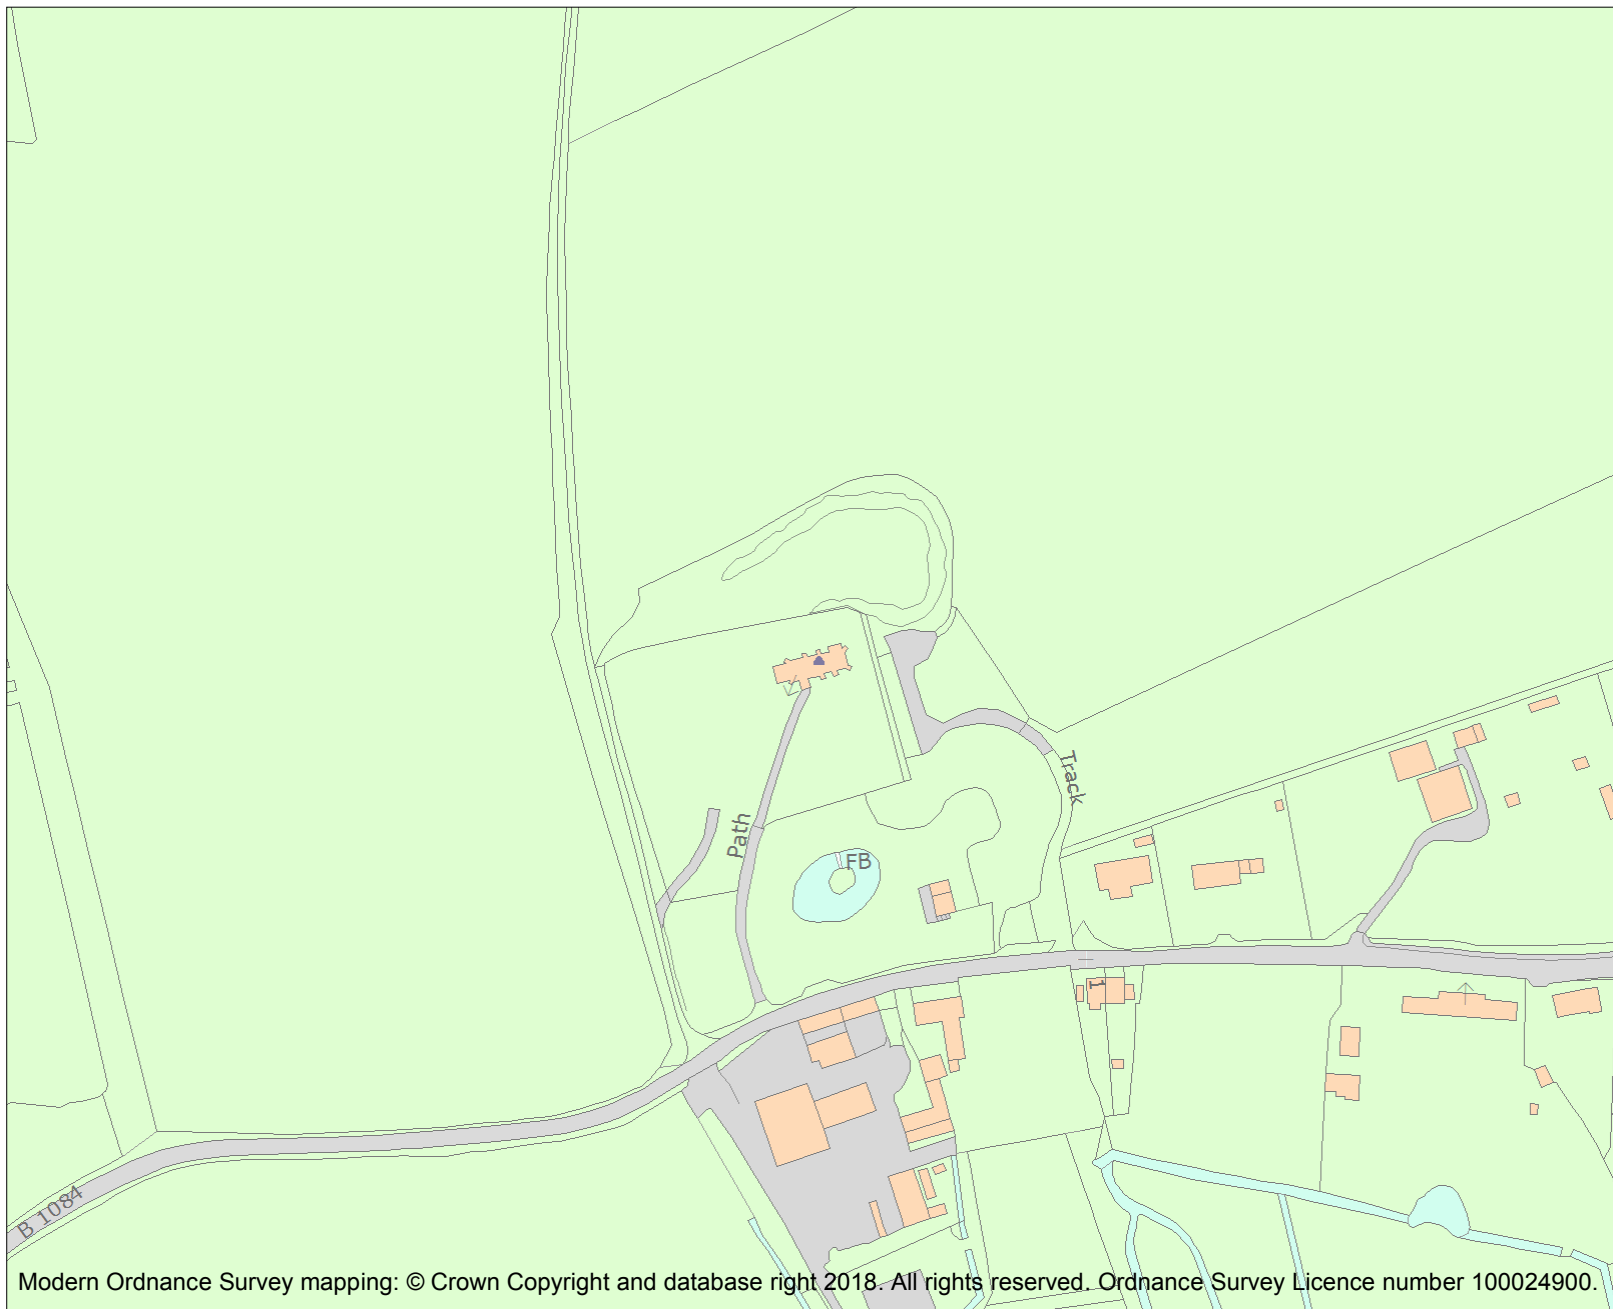 Track
Path
FB
1
B 1084
Modern Ordnance Survey mapping: © Crown Copyright and database right 2018. All rights reserved. Ordnance Survey Licence number 100024900.